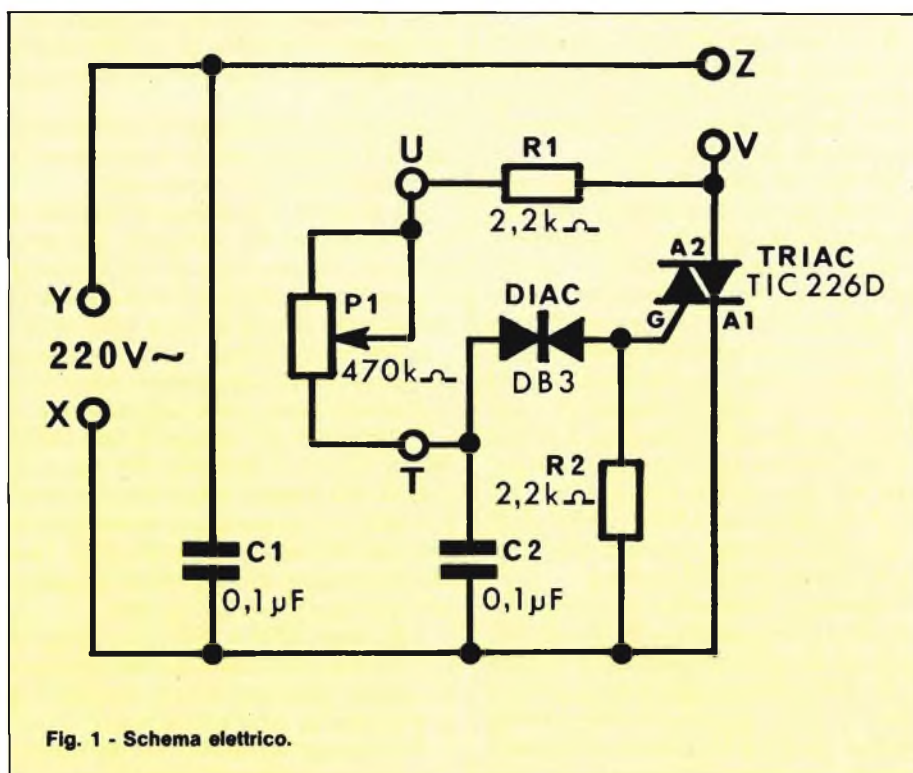 Z
V
U
R1
2,2kΩ
A2
TRIAC
TIC 226D
G
A1
Y
220V~
X
P1
470kΩ
DIAC
DB3
T
R2
2,2kΩ
C1
0,1µF
C2
0,1µF
Fig. 1 - Schema elettrico.